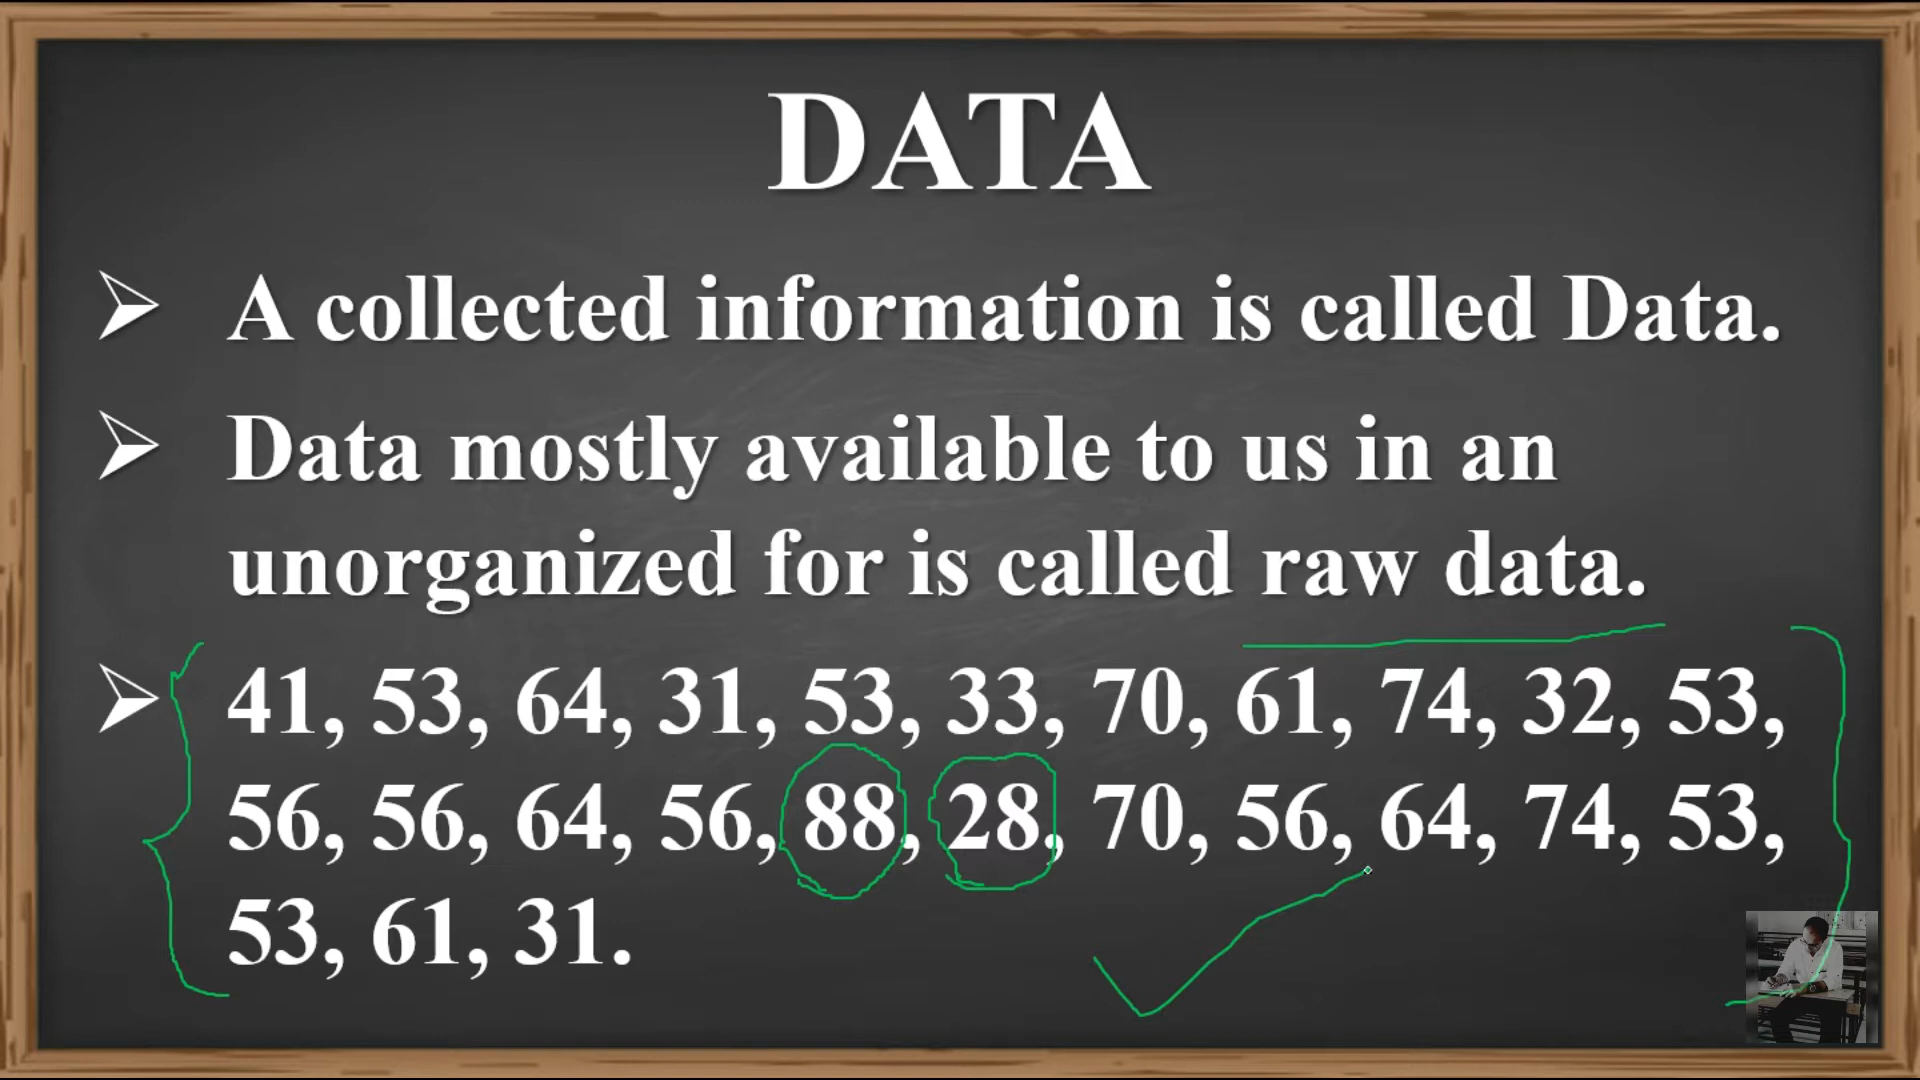 DATA
A collected information is called Data.
Data mostly available to us in an
unorganized for is called raw data.
41, 53, 64, 31, 53, 33, 70, 61, 74, 32, 53,
56, 56, 64, 56, 88, 28, 70, 56, 64, 74, 53,
53, 61, 31.